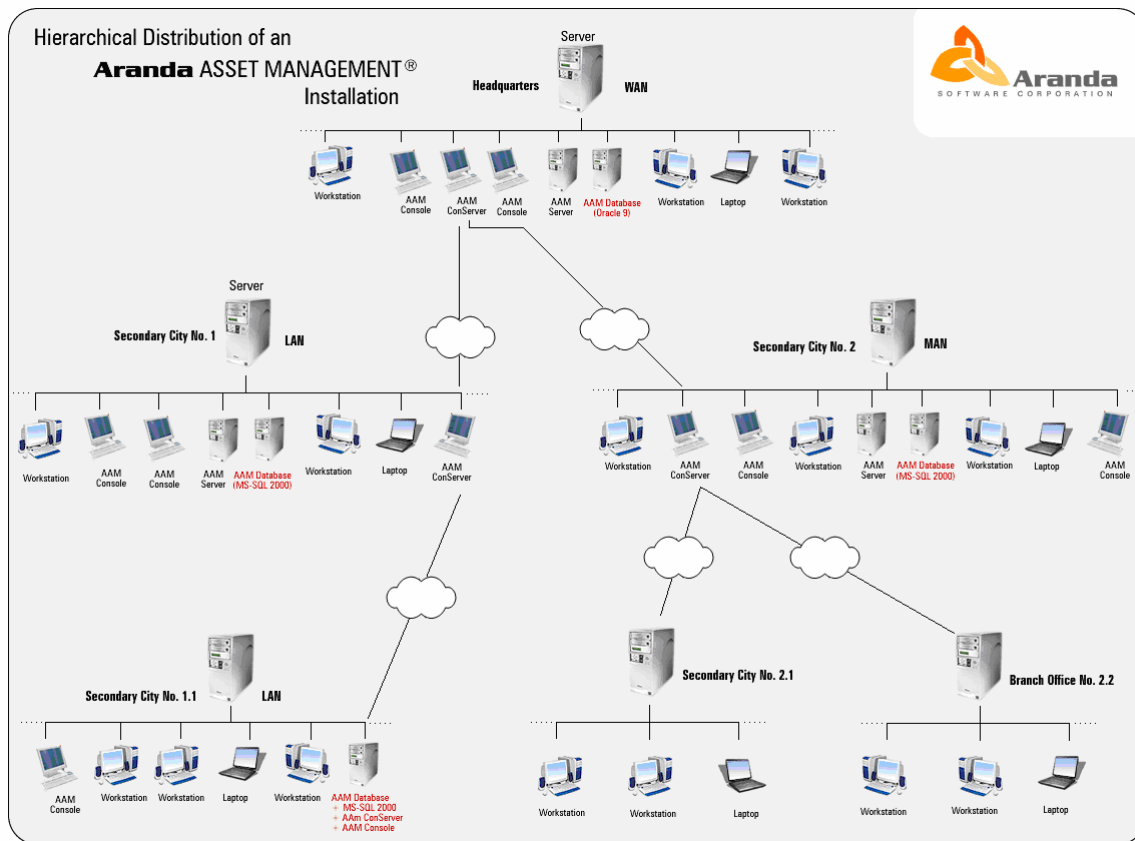 Hierarchical Distribution of an
Aranda ASSET MANAGEMENT®
Installation
Aranda
SOFTWARE CORPORATION
Server
Headquarters
WAN
Workstation
AAM
Console
AAM
ConServer
AAM
Console
AAM
Server
AAM Database
(Oracle 9)
Workstation
Laptop
Workstation
Server
Secondary City No. 1
LAN
Workstation
AAM
Console
AAM
Console
AAM
Server
AAM Database
(MS-SQL 2000)
Workstation
Laptop
AAM
ConServer
Secondary City No. 2
MAN
Workstation
AAM
ConServer
AAM
Console
Workstation
AAM
Server
AAM Database
(MS-SQL 2000)
Workstation
Laptop
AAM
Console
Secondary City No. 1.1
LAN
AAM
Console
Workstation
Workstation
Laptop
Workstation
AAM Database
+ MS-SQL 2000
+ AAm ConServer
+ AAM Console
Secondary City No. 2.1
Workstation
Workstation
Laptop
Branch Office No. 2.2
Workstation
Workstation
Laptop